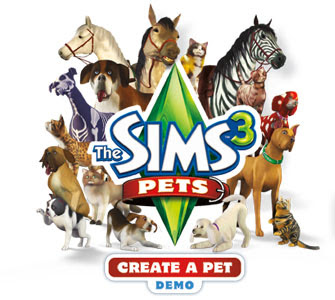 The SIMS 3
PETS
CREATE A PET
DEMO